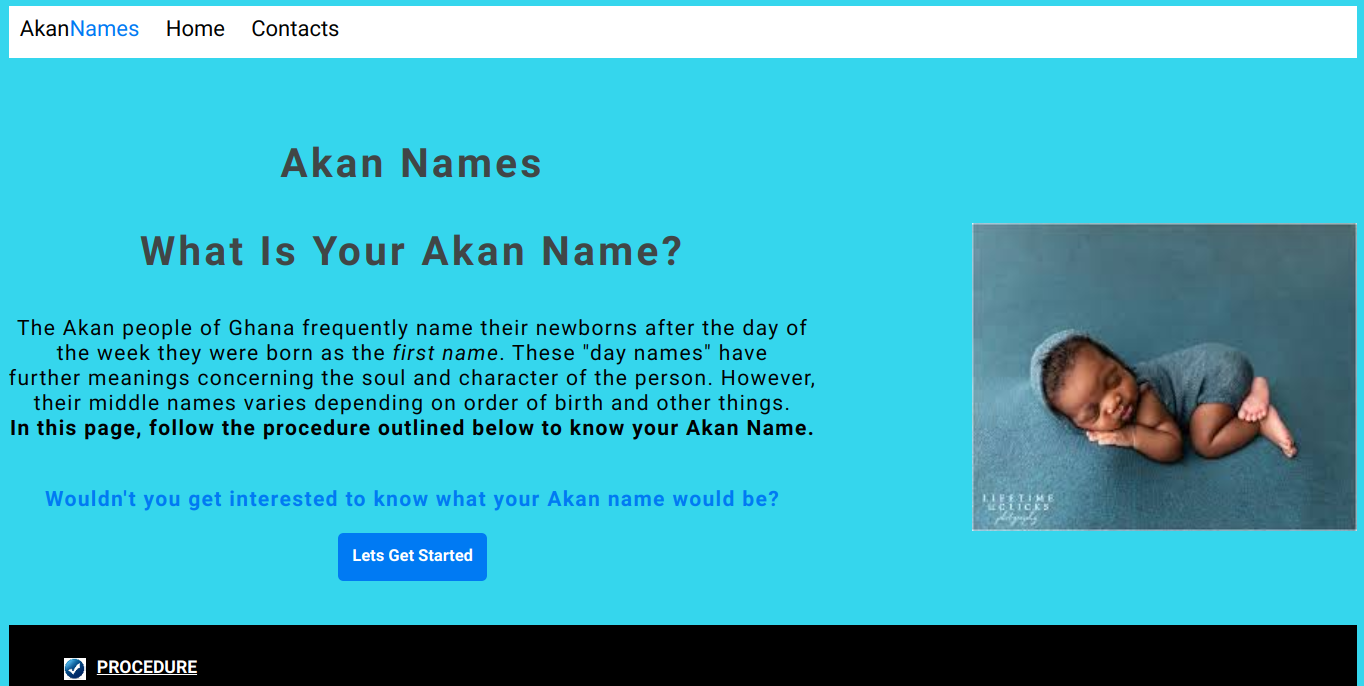 AkanNames Home Contacts
Akan Names
What Is Your Akan Name?
The Akan people of Ghana frequently name their newborns after the day of
the week they were born as the first name. These "day names" have
further meanings concerning the soul and character of the person. However,
their middle names varies depending on order of birth and other things.
In this page, follow the procedure outlined below to know your Akan Name.
Wouldn't you get interested to know what your Akan name would be?
Lets Get Started
LIFETIME
CLICKS
photography
PROCEDURE